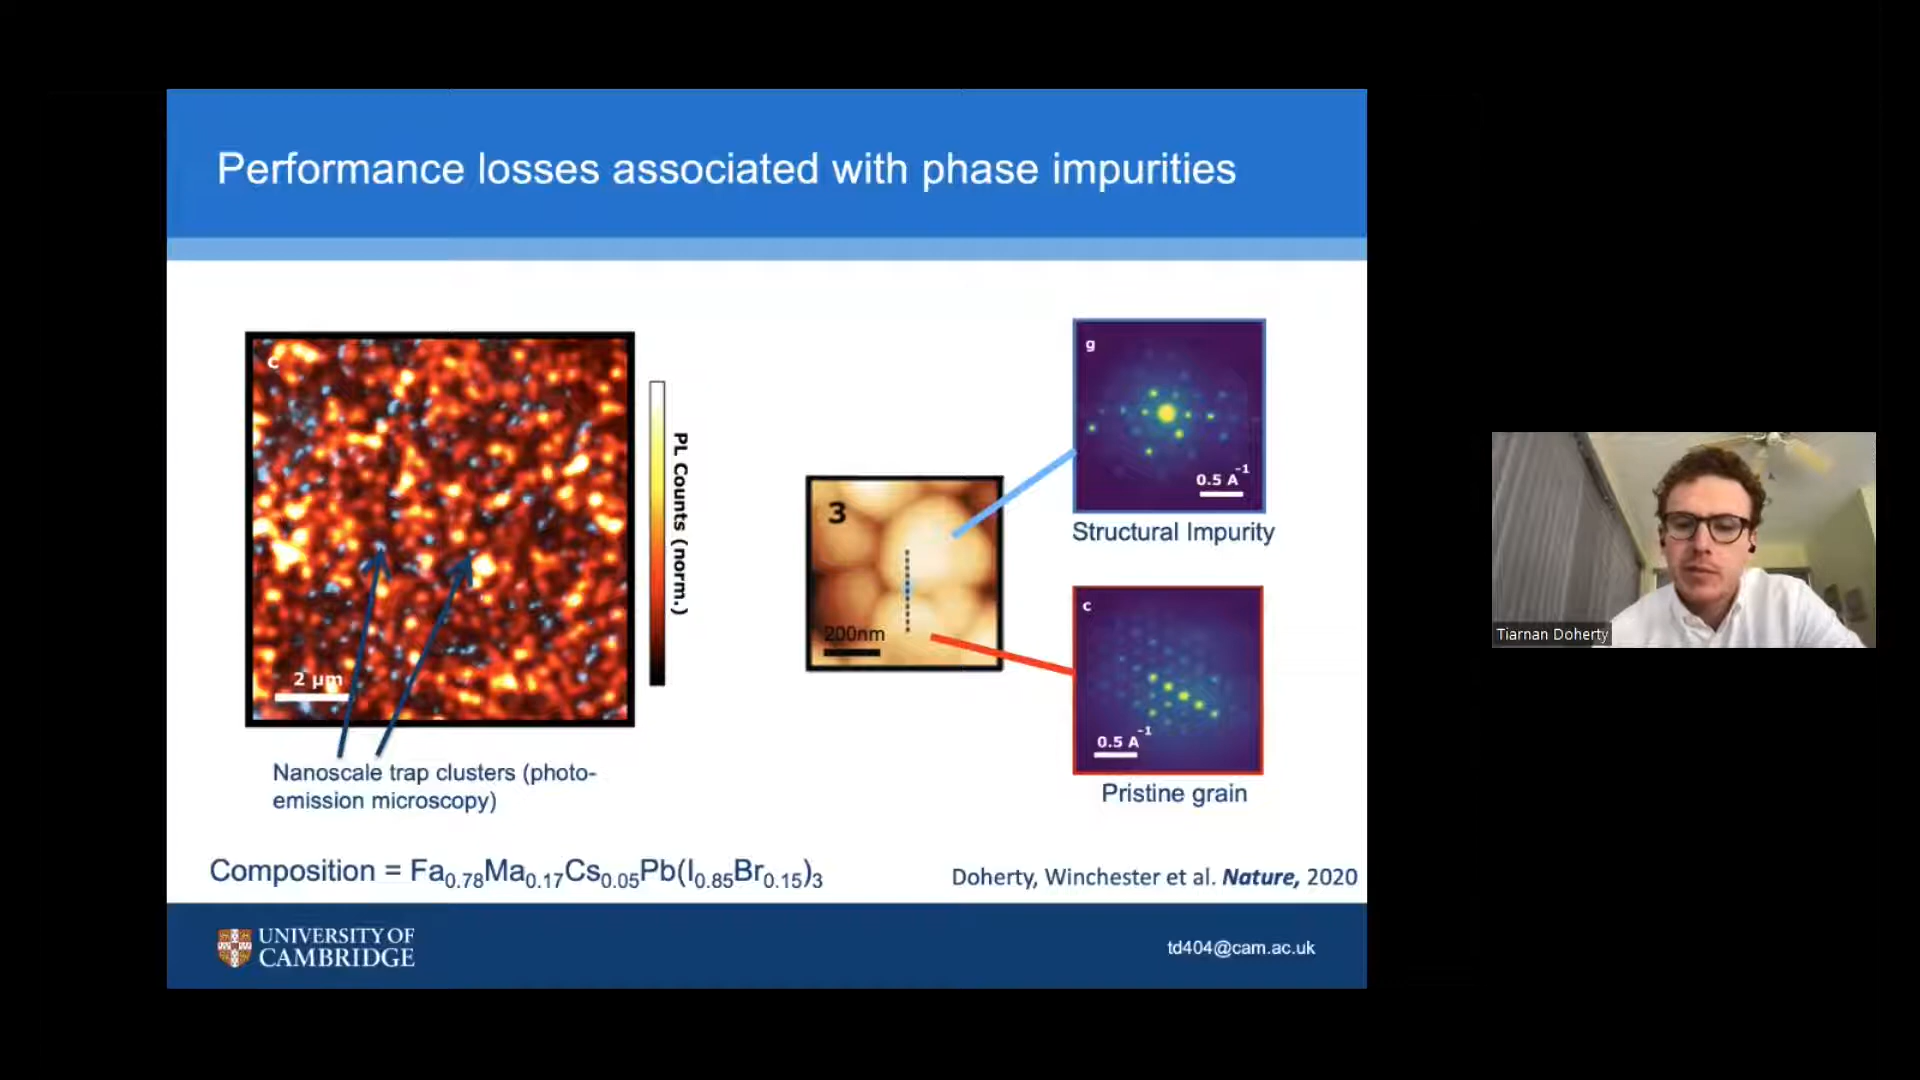 Performance losses associated with phase impurities
c
PL Counts (norm.)
2 µm
Nanoscale trap clusters (photo-
emission microscopy)
3
200nm
g
0.5 A⁻¹
Structural Impurity
c
0.5 A⁻¹
Pristine grain
Composition = Fa₀.₇₈Ma₀.₁₇Cs₀.₀₅Pb(I₀.₈₅Br₀.₁₅)₃
Doherty, Winchester et al. Nature, 2020
UNIVERSITY OF
CAMBRIDGE
td404@cam.ac.uk
Tiarnan Doherty